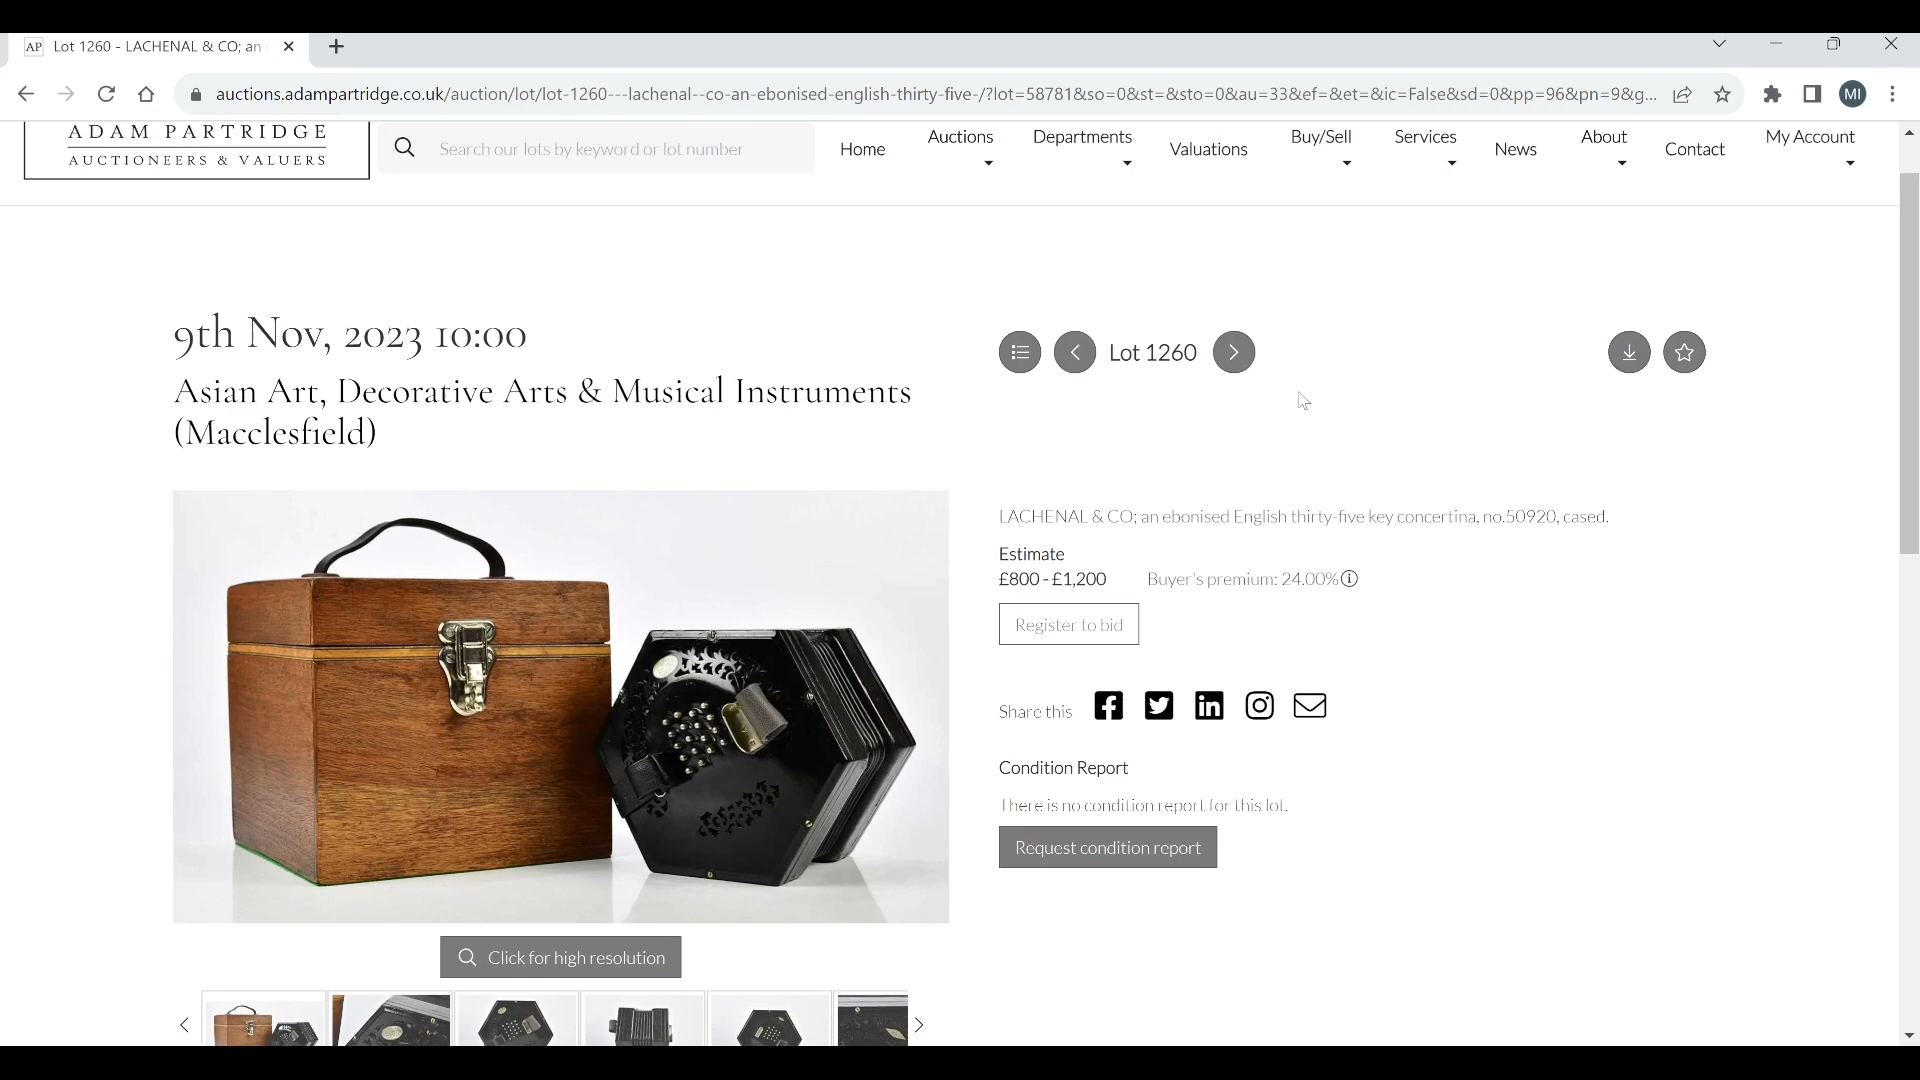 AP Lot 1260 - LACHENAL & CO; an
auctions.adampartridge.co.uk/auction/lot/lot-1260---lachenal--co-an-ebonised-english-thirty-five-/?lot=58781&so=0&st=&sto=0&au=33&ef=&et=&ic=False&sd=0&pp=96&pn=9&g...
MI
ADAM PARTRIDGE
AUCTIONEERS & VALUERS
Search our lots by keyword or lot number
Home
Auctions
Departments
Valuations
Buy/Sell
Services
News
About
Contact
My Account
9th Nov, 2023 10:00
Asian Art, Decorative Arts & Musical Instruments
(Macclesfield)
Lot 1260
LACHENAL & CO; an ebonised English thirty-five key concertina, no.50920, cased.
Estimate
£800 - £1,200 Buyer's premium: 24.00%
Register to bid
Share this
Condition Report
There is no condition report for this lot.
Request condition report
Click for high resolution